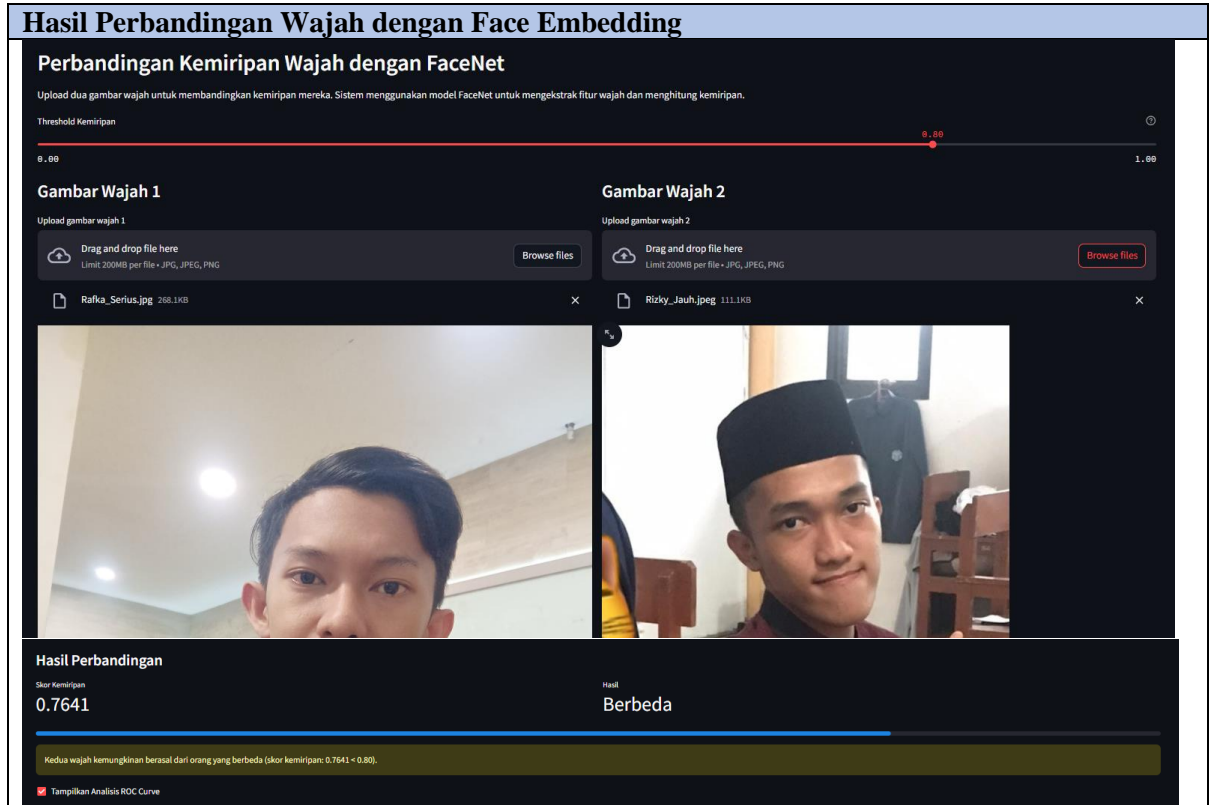 Hasil Perbandingan Wajah dengan Face Embedding
Perbandingan Kemiripan Wajah dengan FaceNet
Upload dua gambar wajah untuk membandingkan kemiripan mereka. Sistem menggunakan model FaceNet untuk mengekstrak fitur wajah dan menghitung kemiripan.
Threshold Kemiripan
0.80
0.00 1.00
Gambar Wajah 1
Upload gambar wajah 1
Drag and drop file here
Limit 200MB per file • JPG, JPEG, PNG
Browse files
Rafka_Serius.jpg 268.1KB
Gambar Wajah 2
Upload gambar wajah 2
Drag and drop file here
Limit 200MB per file • JPG, JPEG, PNG
Browse files
Rizky_Jauh.jpeg 111.1KB
Hasil Perbandingan
Skor Kemiripan
0.7641
Hasil
Berbeda
Kedua wajah kemungkinan berasal dari orang yang berbeda (skor kemiripan: 0.7641 < 0.80).
Tampilkan Analisis ROC Curve